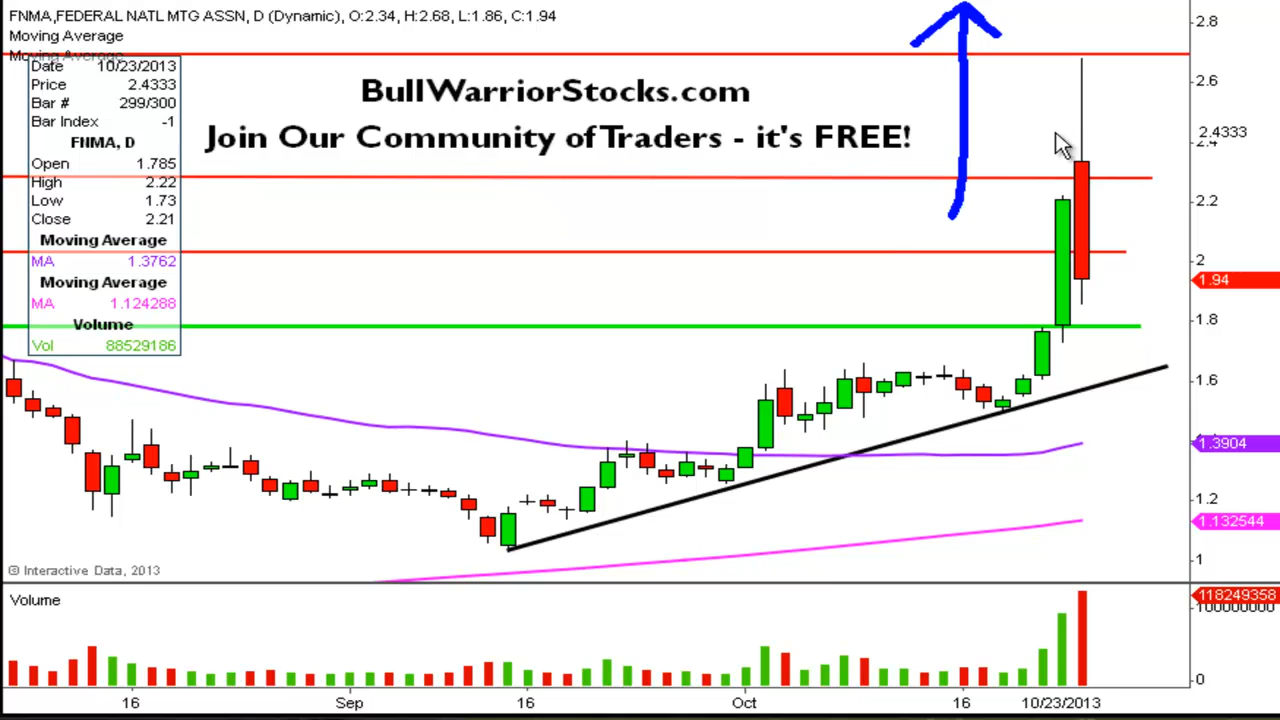 FNMA,FEDERAL NATL MTG ASSN, D (Dynamic), O:2.34, H:2.68, L:1.86, C:1.94
Moving Average
Moving Average
Date 10/23/2013
Price 2.4333
Bar # 299/300
Bar Index -1
FNMA, D
Open 1.785
High 2.22
Low 1.73
Close 2.21
Moving Average
MA 1.3762
Moving Average
MA 1.124288
Volume
Vol 88529186
BullWarriorStocks.com
Join Our Community of Traders - it's FREE!
2.8
2.6
2.4333
2.4
2.2
2
1.94
1.8
1.6
1.3904
1.2
1.132544
1
© Interactive Data, 2013
Volume
118249358
100000000
0
16 Sep 16 Oct 16 10/23/2013